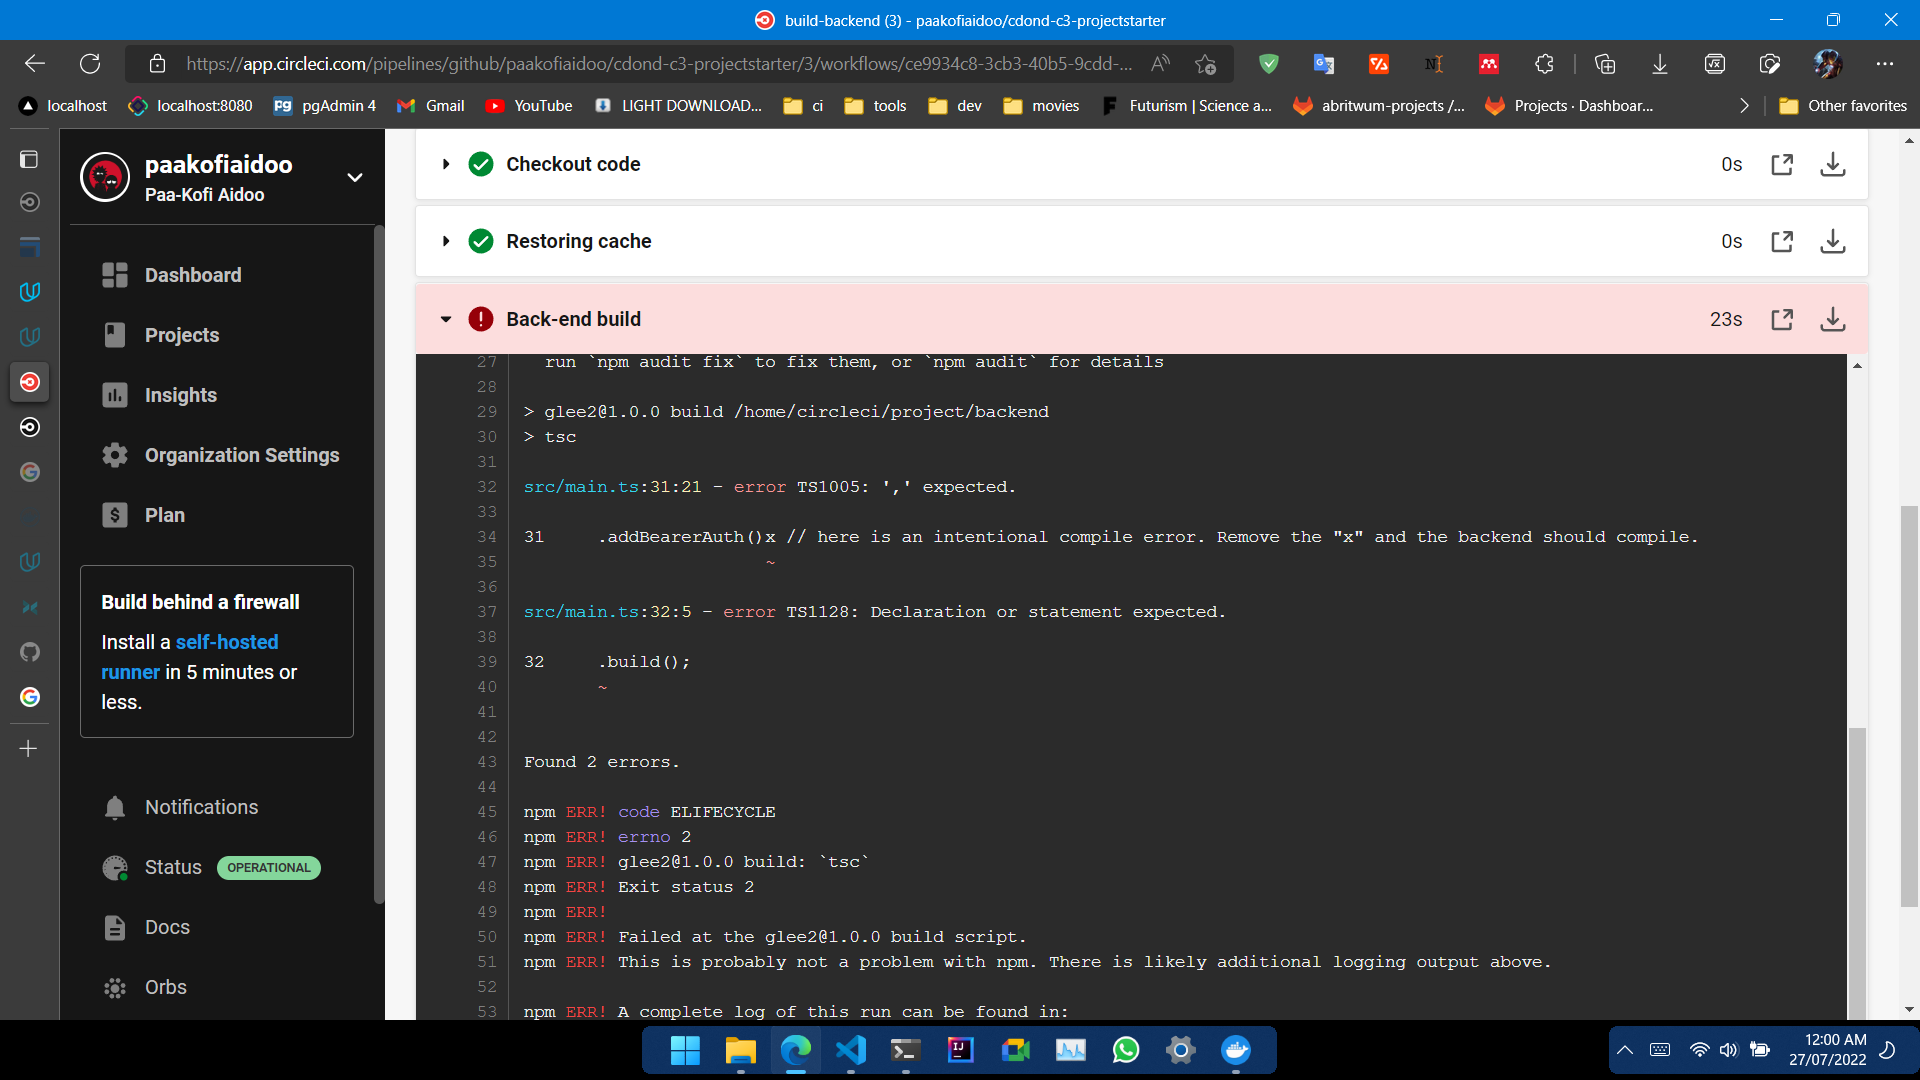 build-backend (3) - paakofiaidoo/cdond-c3-projectstarter
https://app.circleci.com/pipelines/github/paakofiaidoo/cdond-c3-projectstarter/3/workflows/ce9934c8-3cb3-40b5-9cdd-...
localhost
localhost:8080
pgAdmin 4
Gmail
YouTube
LIGHT DOWNLOAD...
ci
tools
dev
movies
Futurism | Science a...
abritwum-projects /...
Projects · Dashboar...
Other favorites
paakofiaidoo
Paa-Kofi Aidoo
Dashboard
Projects
Insights
Organization Settings
Plan
Build behind a firewall
Install a self-hosted
runner in 5 minutes or
less.
Notifications
Status OPERATIONAL
Docs
Orbs
Checkout code 0s
Restoring cache 0s
Back-end build 23s
27 run `npm audit fix` to fix them, or `npm audit` for details
28
29 > glee2@1.0.0 build /home/circleci/project/backend
30 > tsc
31
32 src/main.ts:31:21 - error TS1005: ',' expected.
33
34 31     .addBearerAuth()x // here is an intentional compile error. Remove the "x" and the backend should compile.
35 ~
36
37 src/main.ts:32:5 - error TS1128: Declaration or statement expected.
38
39 32     .build();
40 ~
41
42
43 Found 2 errors.
44
45 npm ERR! code ELIFECYCLE
46 npm ERR! errno 2
47 npm ERR! glee2@1.0.0 build: `tsc`
48 npm ERR! Exit status 2
49 npm ERR!
50 npm ERR! Failed at the glee2@1.0.0 build script.
51 npm ERR! This is probably not a problem with npm. There is likely additional logging output above.
52
53 npm ERR! A complete log of this run can be found in:
12:00 AM
27/07/2022